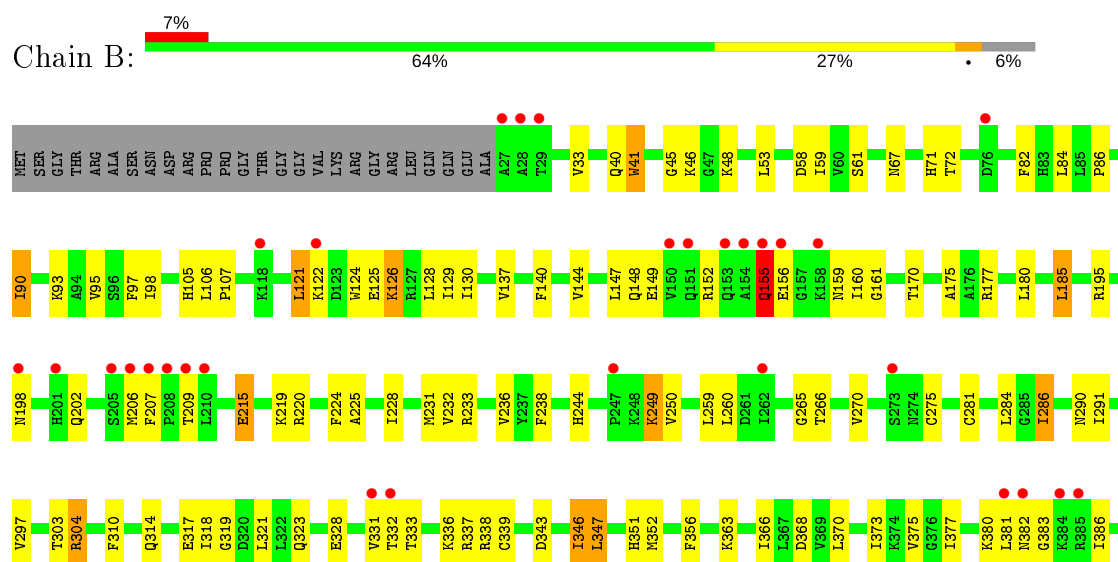 7%
Chain B:
64% 27% • 6%
MET SER GLY THR ARG ALA SER ASN ASP ARG PRO PRO GLY THR GLY GLY VAL LYS ARG GLY ARG LEU GLN GLN GLU ALA A27 A28 T29 V33 Q40 W41 G45 K46 G47 K48 L53 D58 I59 V60 S61 N67 H71 T72 D76 F82 H83 L84 L85 P86
I90 K93 A94 V95 S96 F97 I98 H105 L106 P107 K118 L121 K122 D123 W124 E125 K126 R127 L128 I129 I130 V137 F140 V144 L147 Q148 E149 V150 Q151 R152 Q153 A154 Q155 E156 G157 K158 N159 I160 G161 T170 A175 A176 R177 L180 L185 R195
N198 H201 Q202 S205 M206 F207 P208 T209 L210 E215 K219 R220 F224 A225 I228 M231 V232 R233 V236 Y237 F238 H244 P247 K248 K249 V250 L259 L260 D261 I262 G265 T266 V270 S273 N274 C275 C281 L284 G285 I286 N290 I291
V297 T303 R304 F310 Q314 E317 I318 G319 D320 L321 L322 Q323 E328 V331 T332 T333 K336 R337 R338 C339 D343 I346 L347 H351 M352 F356 K363 I366 L367 D368 V369 L370 I373 K374 V375 G376 I377 K380 L381 N382 G383 K384 R385 I386